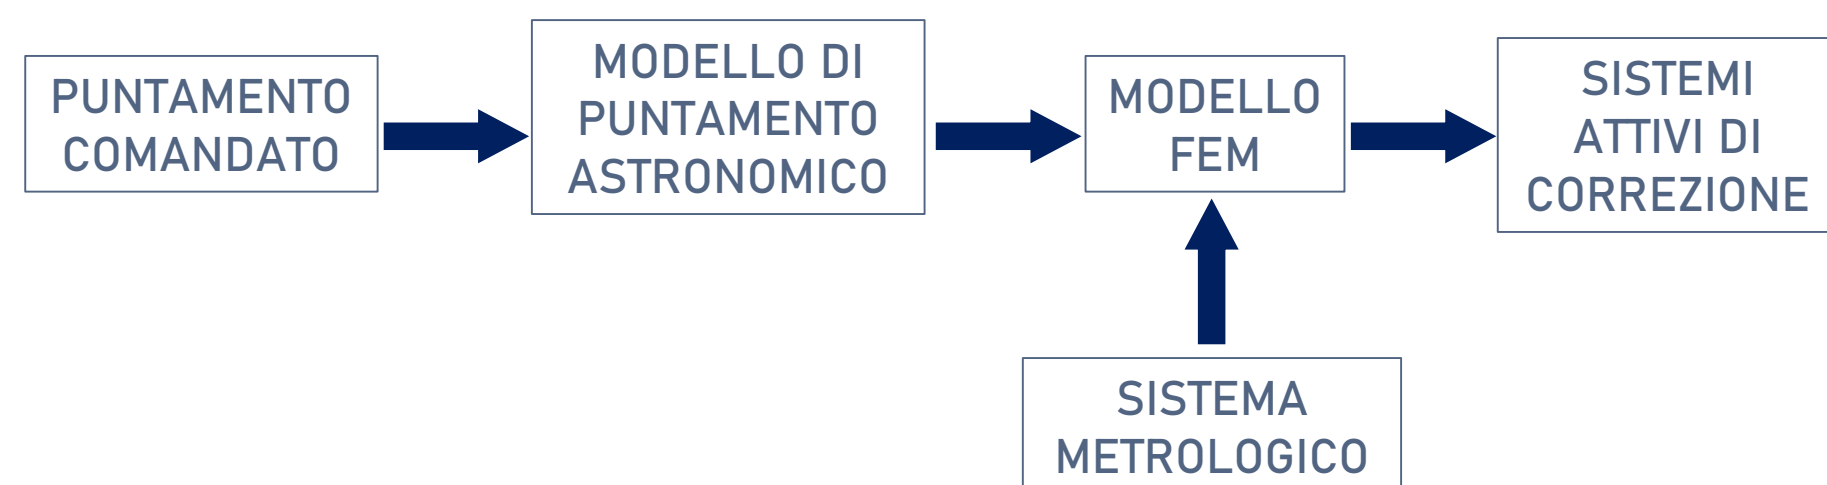 PUNTAMENTO
COMANDATO
MODELLO DI
PUNTAMENTO
ASTRONOMICO
MODELLO
FEM
SISTEMI
ATTIVI DI
CORREZIONE
SISTEMA
METROLOGICO